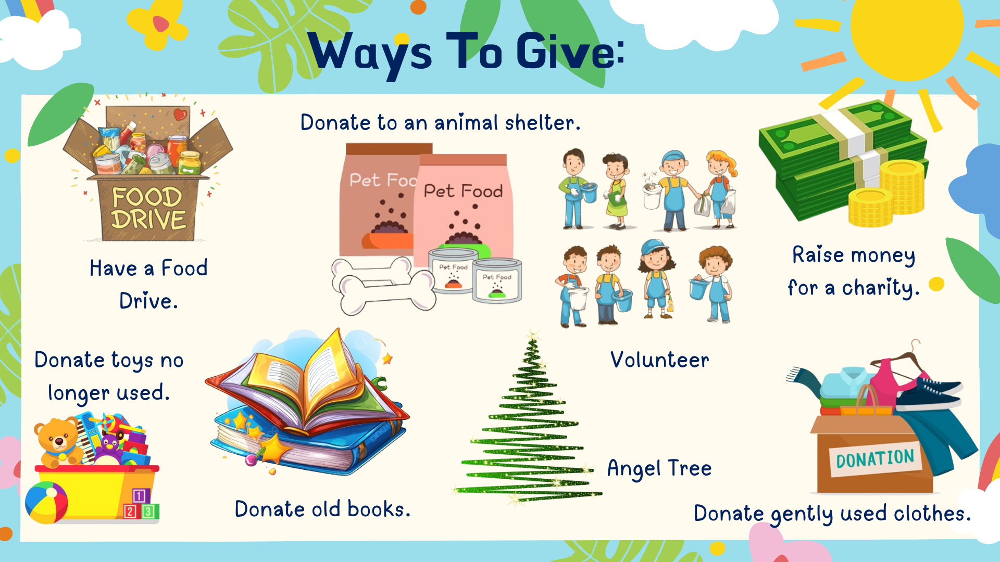 Ways To Give:
FOOD
DRIVE
Have a Food
Drive.
Donate to an animal shelter.
Pet Foo
Pet Food
Pet Food
Pet Food
Raise money
for a charity.
Donate toys no
longer used.
1
2 3
Donate old books.
Volunteer
Angel Tree
DONATION
Donate gently used clothes.